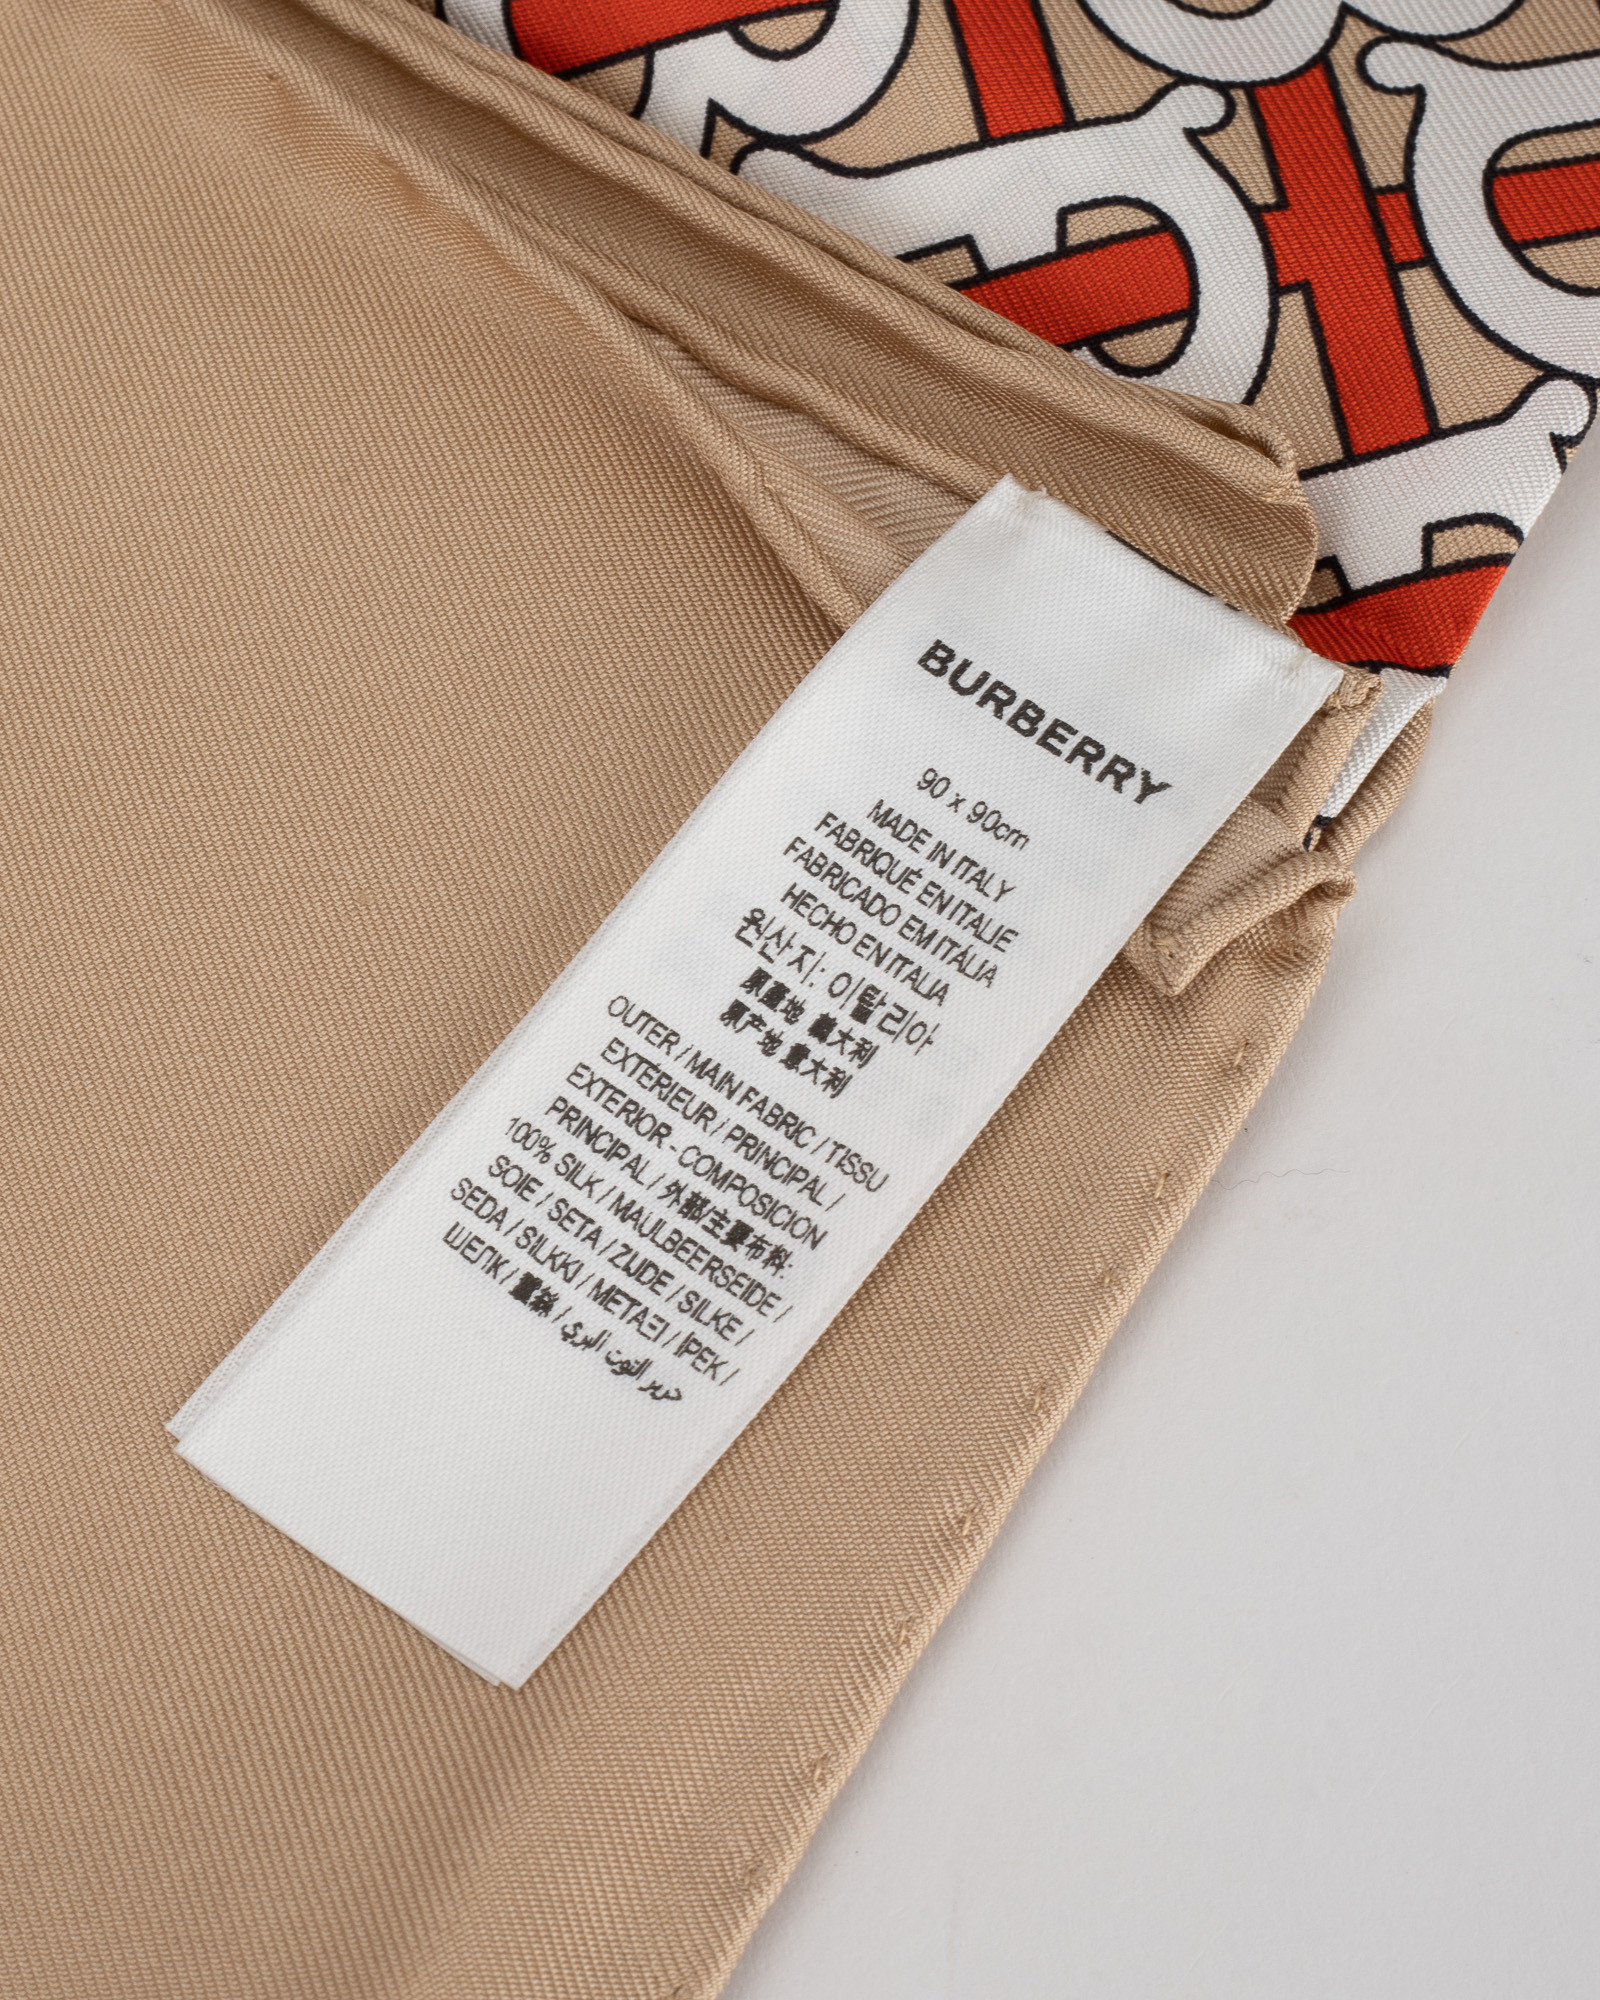 BURBERRY
90 x 90cm
MADE IN ITALY
FABRIQUÉ EN ITALIE
FABRICADO EM ITÁLIA
HECHO EN ITALIA
원산지: 이탈리아
原產地 義大利
原产地 意大利
OUTER / MAIN FABRIC / TISSU
EXTÉRIEUR / PRINCIPAL /
EXTERIOR - COMPOSICION
PRINCIPAL / 外部/主要布料:
100% SILK / MAULBEERSEIDE /
SOIE / SETA / ZIJDE / SILKE /
SEDA / SILKKI / ΜΕΤΑΞΙ / İPEK /
ШЕЛК / 蠶絲 / حرير التوت البري